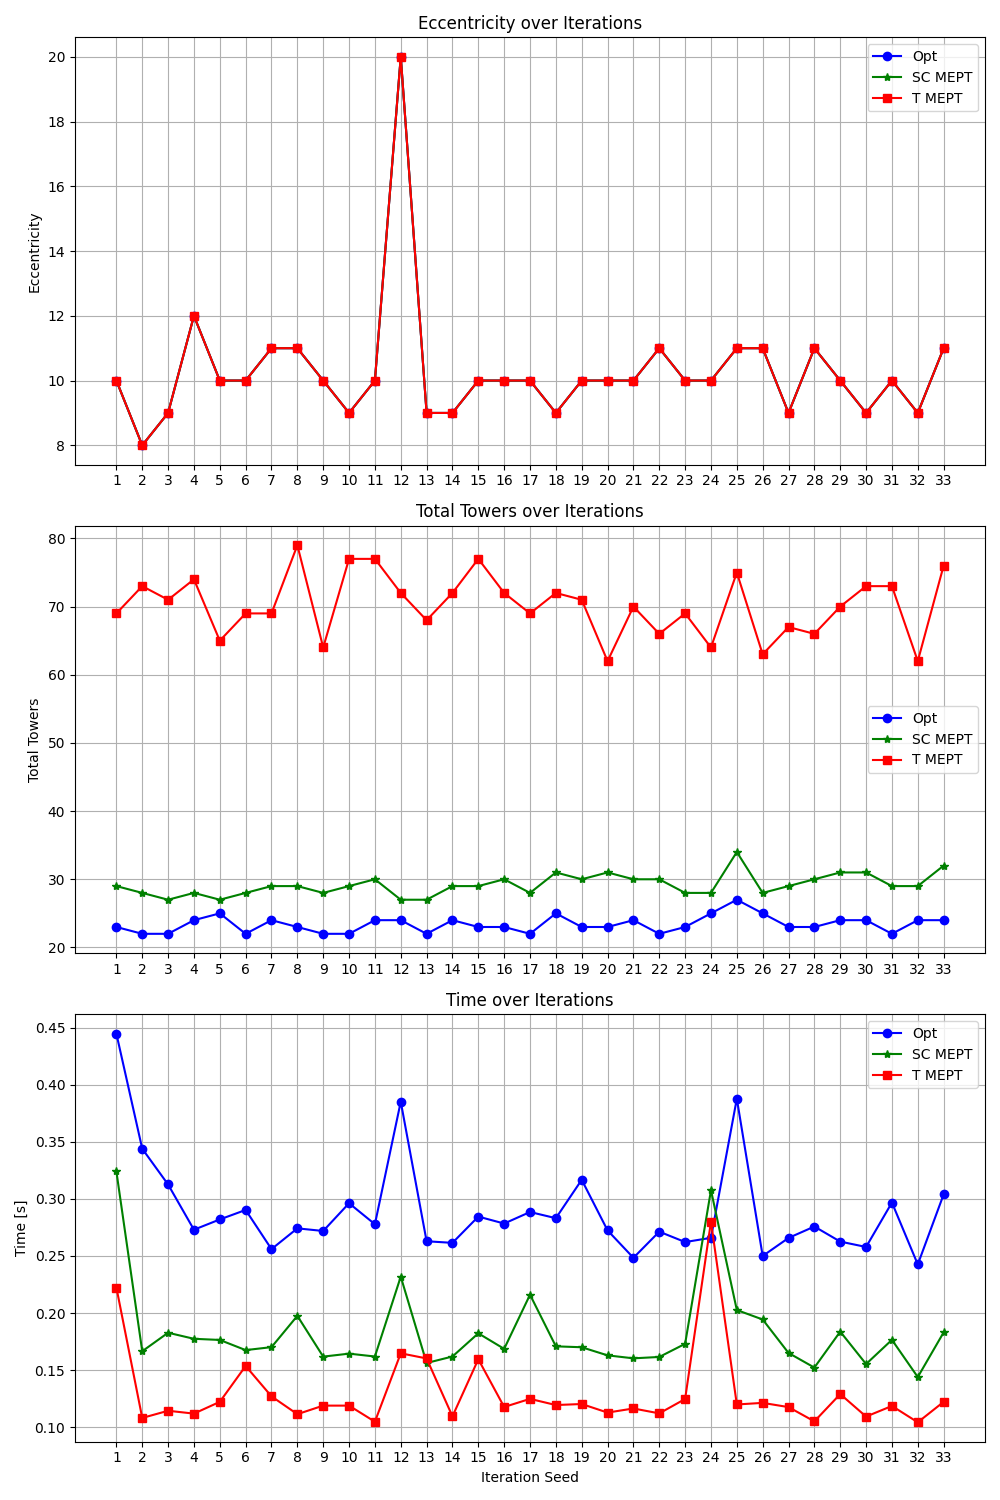 Eccentricity over Iterations
Opt
SC MEPT
T MEPT
Eccentricity
20
18
16
14
12
10
8
1 2 3 4 5 6 7 8 9 10 11 12 13 14 15 16 17 18 19 20 21 22 23 24 25 26 27 28 29 30 31 32 33
Total Towers over Iterations
Opt
SC MEPT
T MEPT
Total Towers
80
70
60
50
40
30
20
1 2 3 4 5 6 7 8 9 10 11 12 13 14 15 16 17 18 19 20 21 22 23 24 25 26 27 28 29 30 31 32 33
Time over Iterations
Opt
SC MEPT
T MEPT
Time [s]
0.45
0.40
0.35
0.30
0.25
0.20
0.15
0.10
1 2 3 4 5 6 7 8 9 10 11 12 13 14 15 16 17 18 19 20 21 22 23 24 25 26 27 28 29 30 31 32 33
Iteration Seed